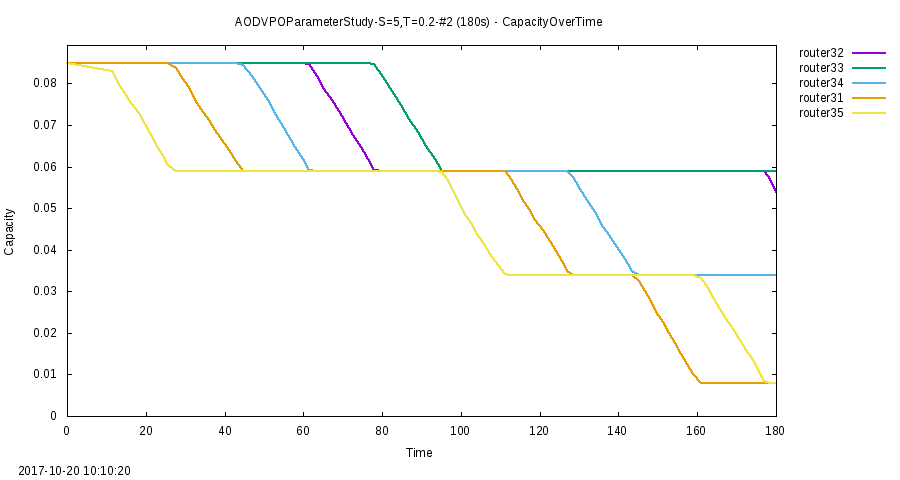 AODVPOParameterStudy-S=5,T=0.2-#2 (180s) - CapacityOverTime
router32
router33
router34
router31
router35
0.08
0.07
0.06
0.05
0.04
0.03
0.02
0.01
0
Capacity
0 20 40 60 80 100 120 140 160 180
Time
2017-10-20 10:10:20